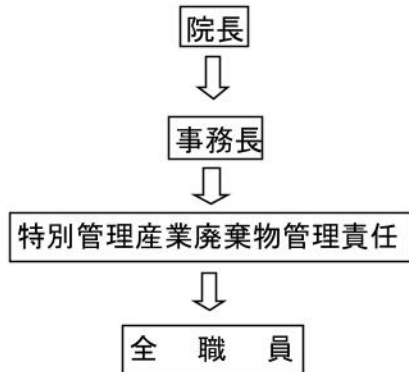 院長
事務長
特別管理産業廃棄物管理責任
全　職　員